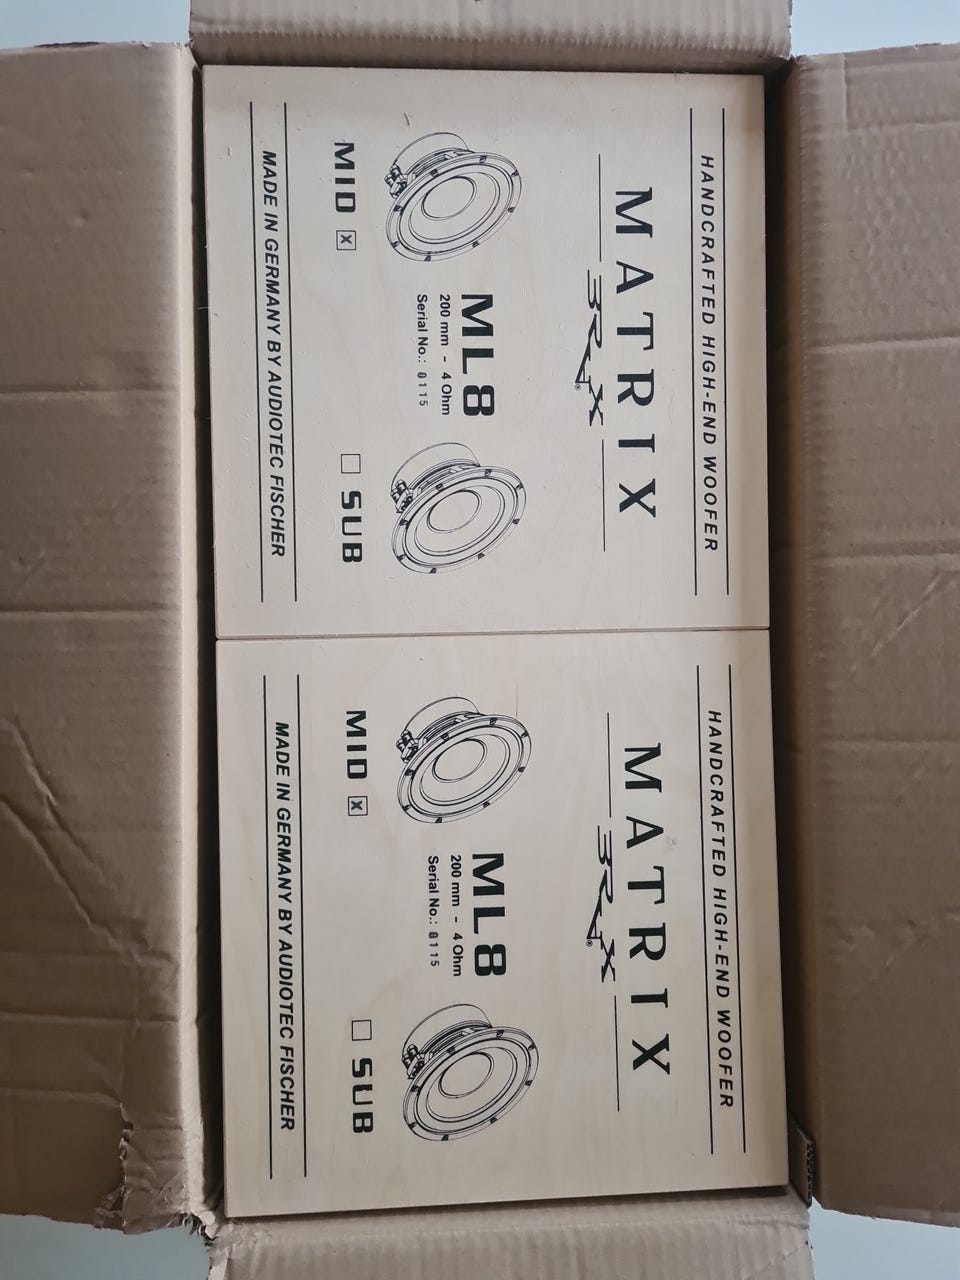 HANDCRAFTED HIGH-END WOOFER
MATRIX
BRAX®
ML8
200 mm - 4 Ohm
Serial No.: 0115
MID X
SUB
MADE IN GERMANY BY AUDIOTEC FISCHER
HANDCRAFTED HIGH-END WOOFER
MATRIX
BRAX®
ML8
200 mm - 4 Ohm
Serial No.: 0115
MID X
SUB
MADE IN GERMANY BY AUDIOTEC FISCHER